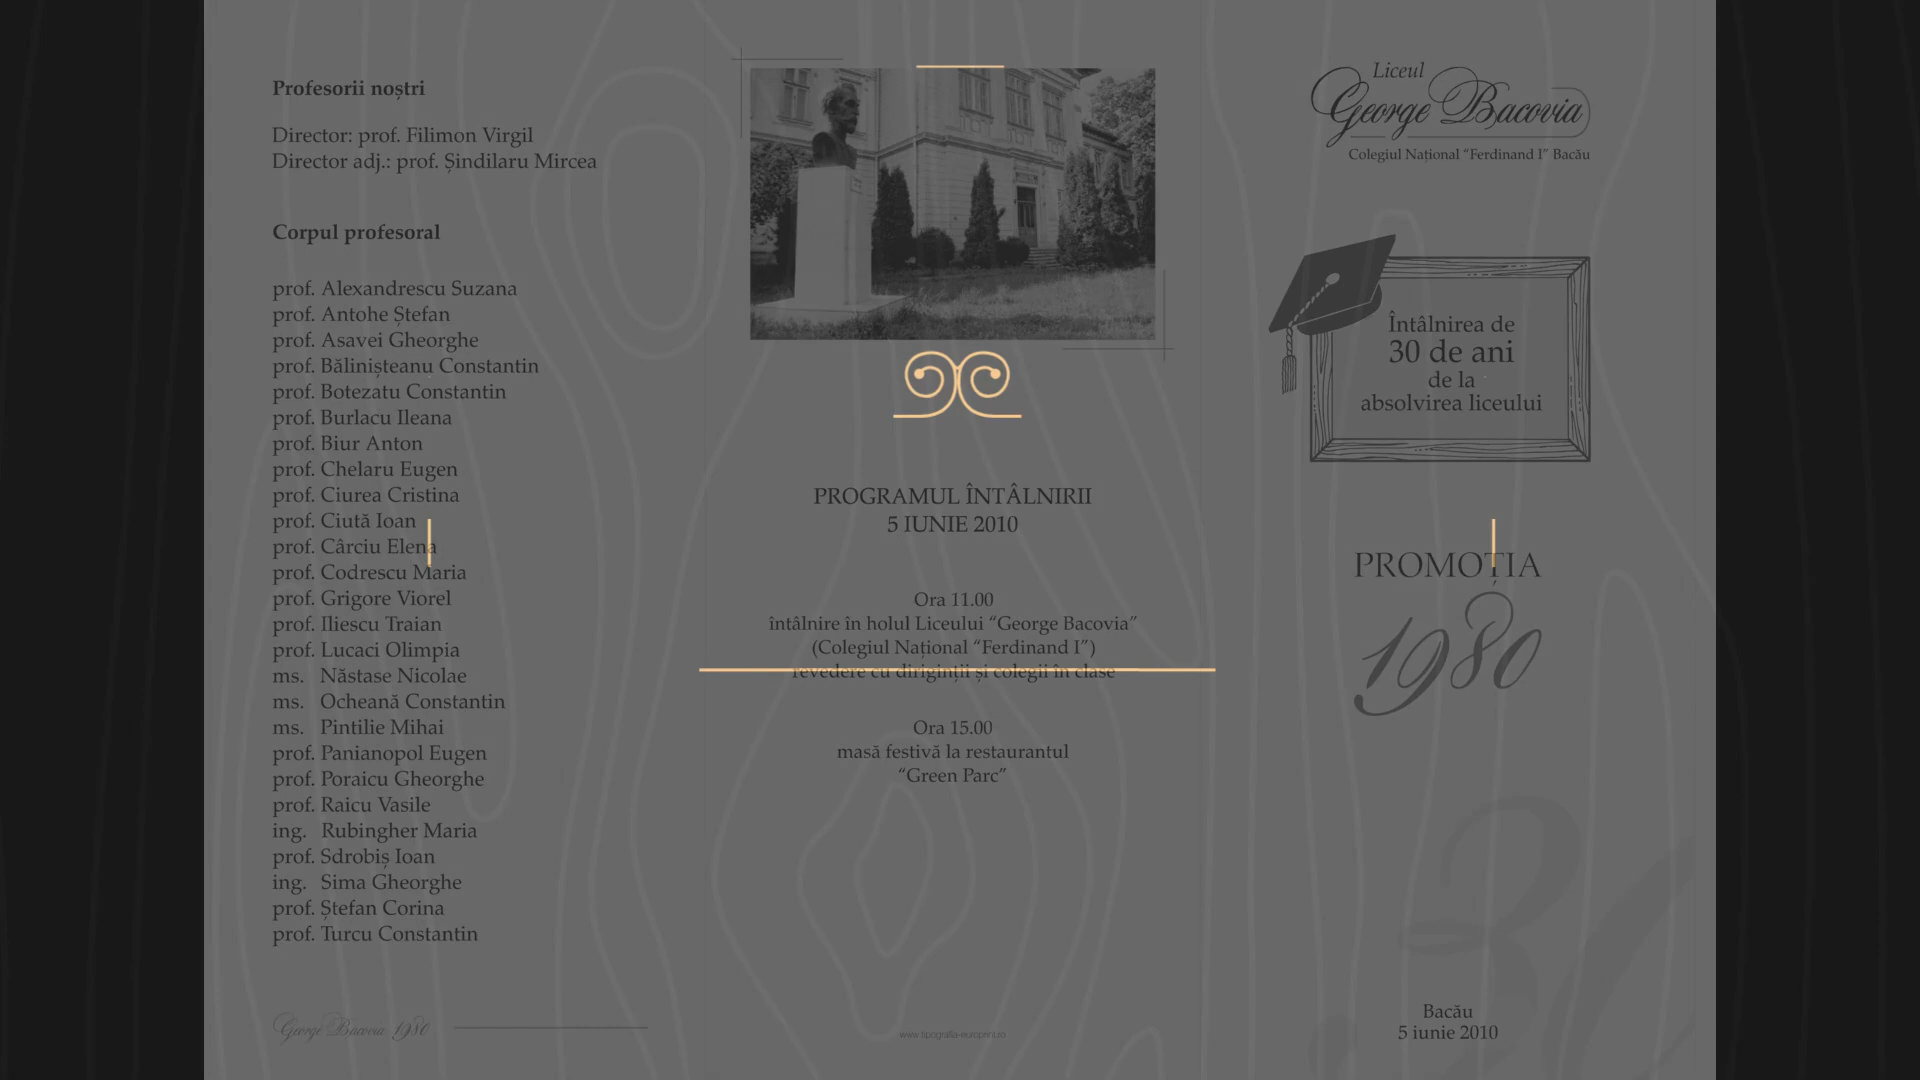 Profesorii noștri
Director: prof. Filimon Virgil
Director adj.: prof. Șindilaru Mircea
Corpul profesoral
prof. Alexandrescu Suzana
prof. Antohe Ștefan
prof. Asavei Gheorghe
prof. Bălinișteanu Constantin
prof. Botezatu Constantin
prof. Burlacu Ileana
prof. Biur Anton
prof. Chelaru Eugen
prof. Ciurea Cristina
prof. Ciută Ioan
prof. Cârciu Elena
prof. Codrescu Maria
prof. Grigore Viorel
prof. Iliescu Traian
prof. Lucaci Olimpia
ms. Năstase Nicolae
ms. Ocheană Constantin
ms. Pintilie Mihai
prof. Panianopol Eugen
prof. Poraicu Gheorghe
prof. Raicu Vasile
ing. Rubingher Maria
prof. Sdrobiș Ioan
ing. Sima Gheorghe
prof. Ștefan Corina
prof. Turcu Constantin
George Bacovia 1980
PROGRAMUL ÎNTÂLNIRII
5 IUNIE 2010
Ora 11.00
întâlnire în holul Liceului “George Bacovia”
(Colegiul Național “Ferdinand I”)
revedere cu diriginții și colegii în clase
Ora 15.00
masă festivă la restaurantul
“Green Parc”
www.tipografia-europrint.ro
Liceul
George Bacovia
Colegiul Național “Ferdinand I” Bacău
Întâlnirea de
30 de ani
de la
absolvirea liceului
PROMOȚIA
1980
30
Bacău
5 iunie 2010